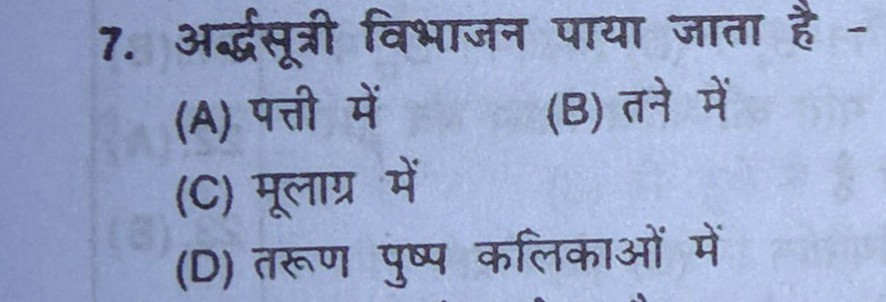 7. अर्द्धसूत्री विभाजन पाया जाता है -
(A) पत्ती में (B) तने में
(C) मूलाग्र में
(D) तरूण पुष्प कलिकाओं में